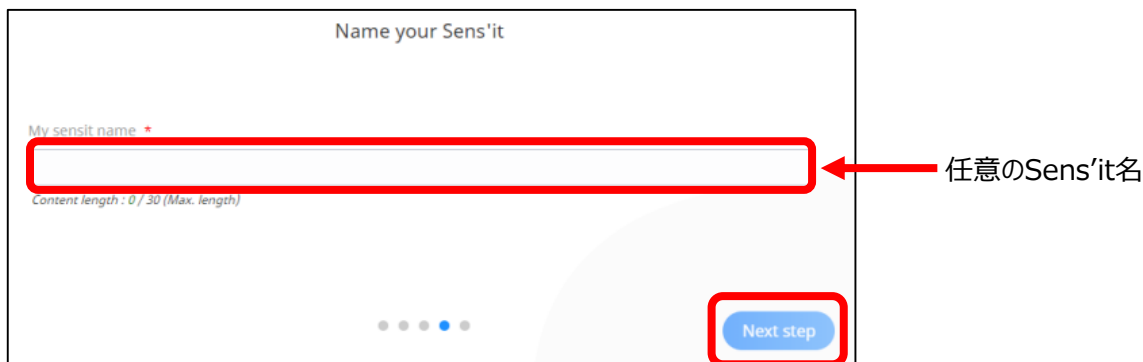 Name your Sens'it
My sensit name *
任意のSens’it名
Content length : 0 / 30 (Max. length)
Next step